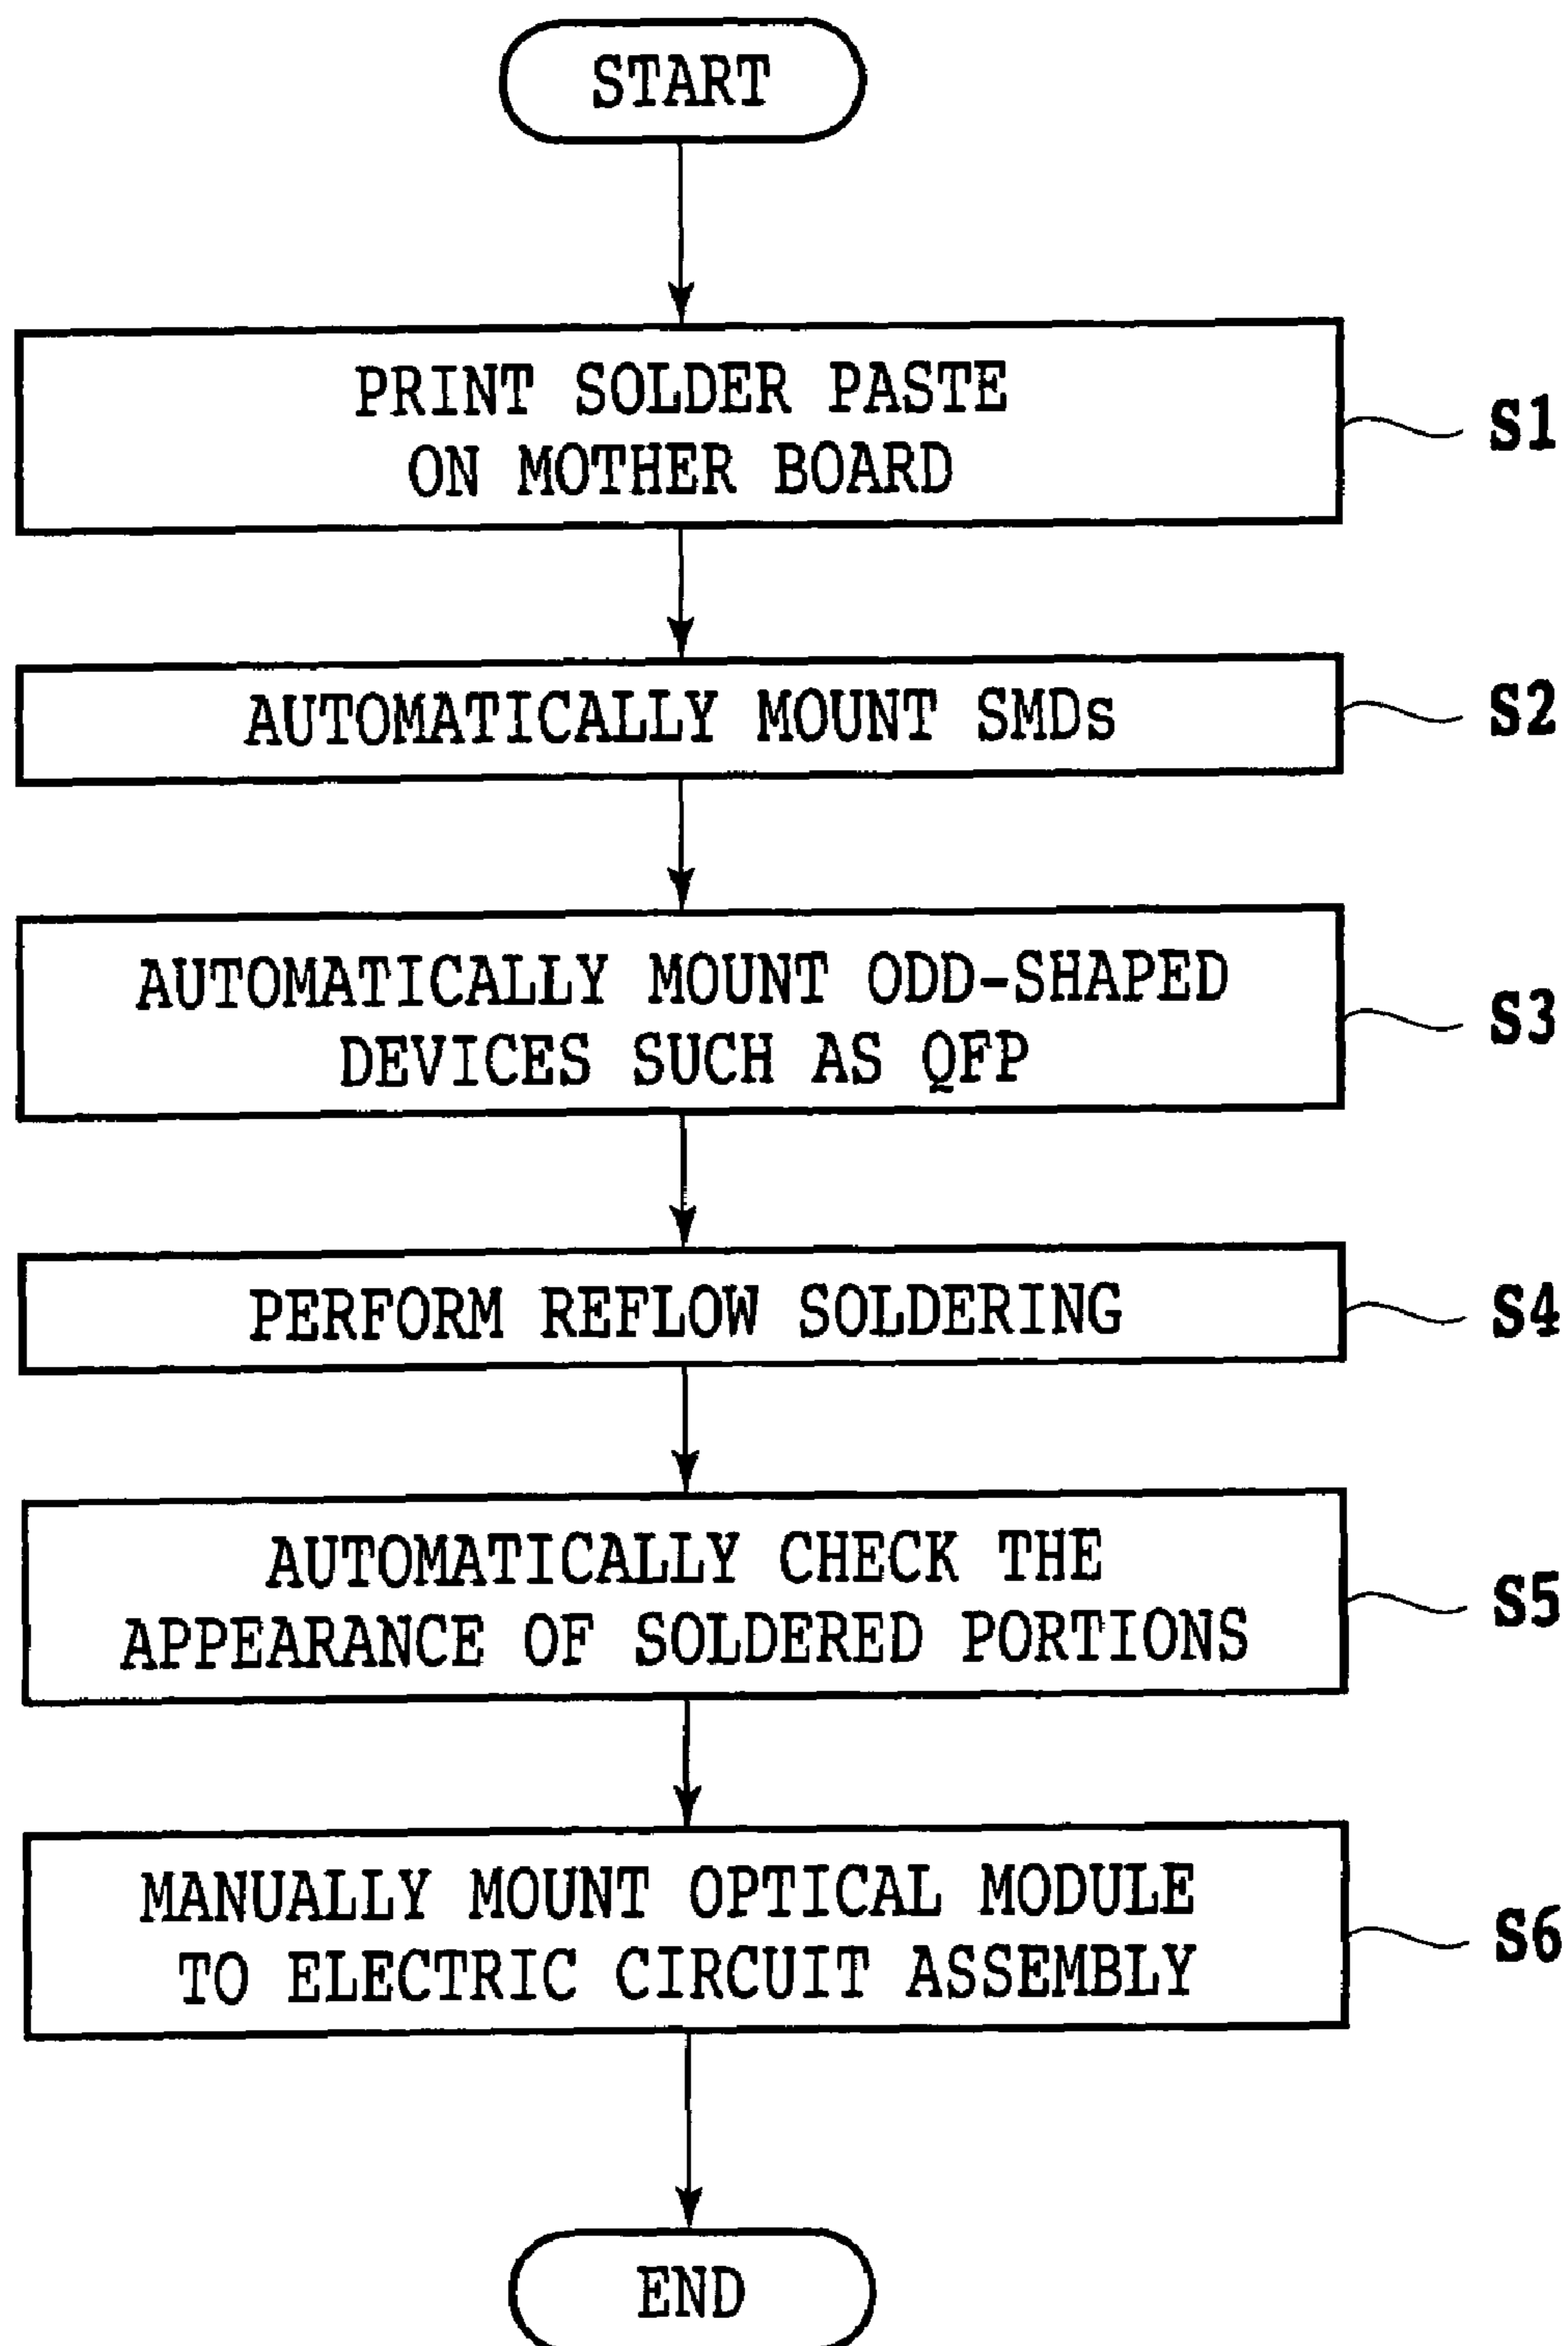 START
PRINT SOLDER PASTE
ON MOTHER BOARD
S1
AUTOMATICALLY MOUNT SMDs
S2
AUTOMATICALLY MOUNT ODD-SHAPED
DEVICES SUCH AS QFP
S3
PERFORM REFLOW SOLDERING
S4
AUTOMATICALLY CHECK THE
APPEARANCE OF SOLDERED PORTIONS
S5
MANUALLY MOUNT OPTICAL MODULE
TO ELECTRIC CIRCUIT ASSEMBLY
S6
END